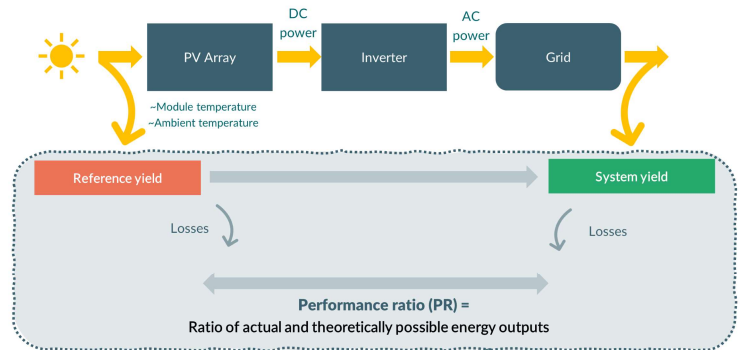 DC
power
AC
power
PV Array
Inverter
Grid
~Module temperature
~Ambient temperature
Reference yield
System yield
Losses
Losses
Performance ratio (PR) =
Ratio of actual and theoretically possible energy outputs